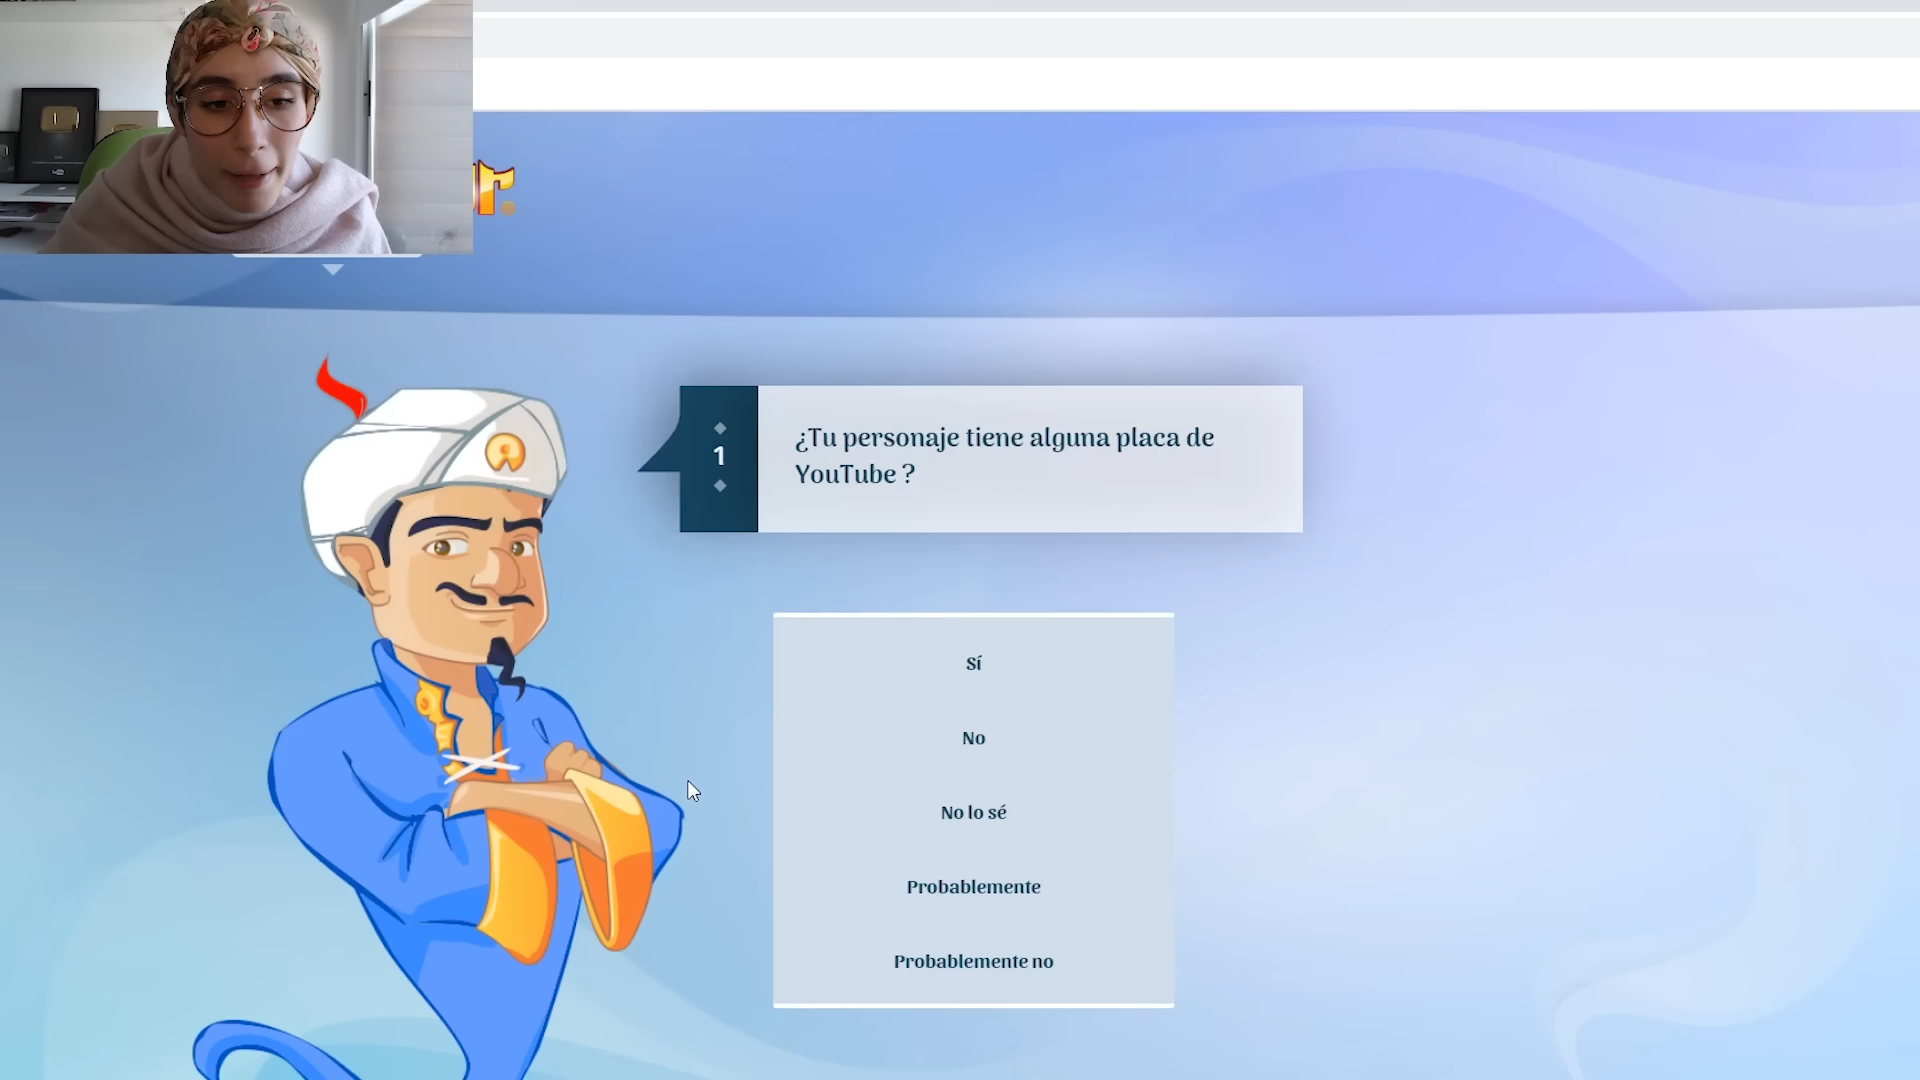 r.
1
¿Tu personaje tiene alguna placa de
YouTube ?
Sí
No
No lo sé
Probablemente
Probablemente no